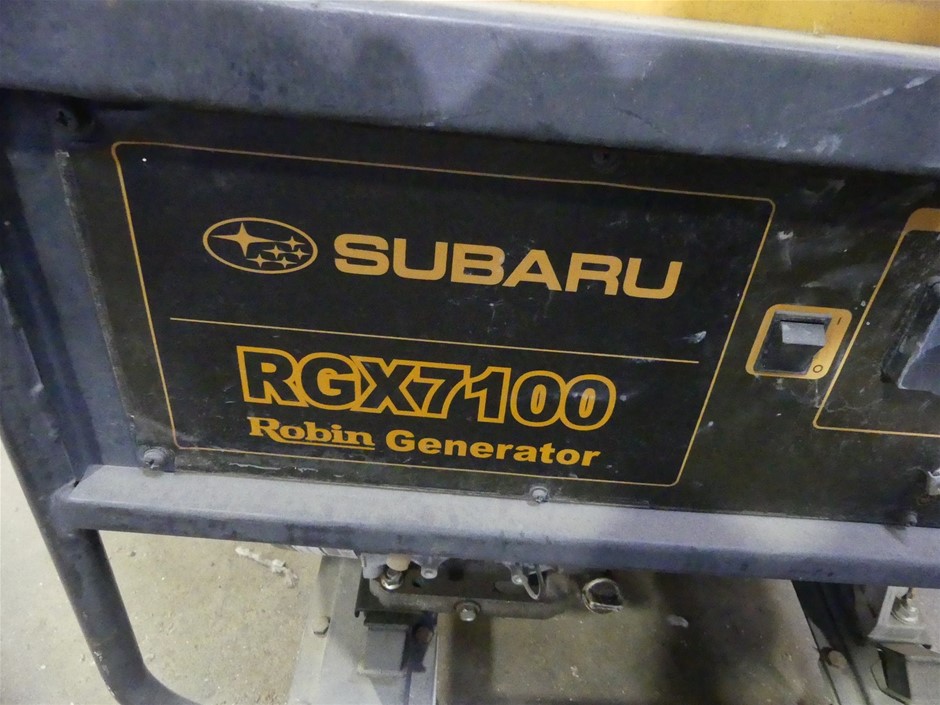 SUBARU
RGX7100
Robin Generator